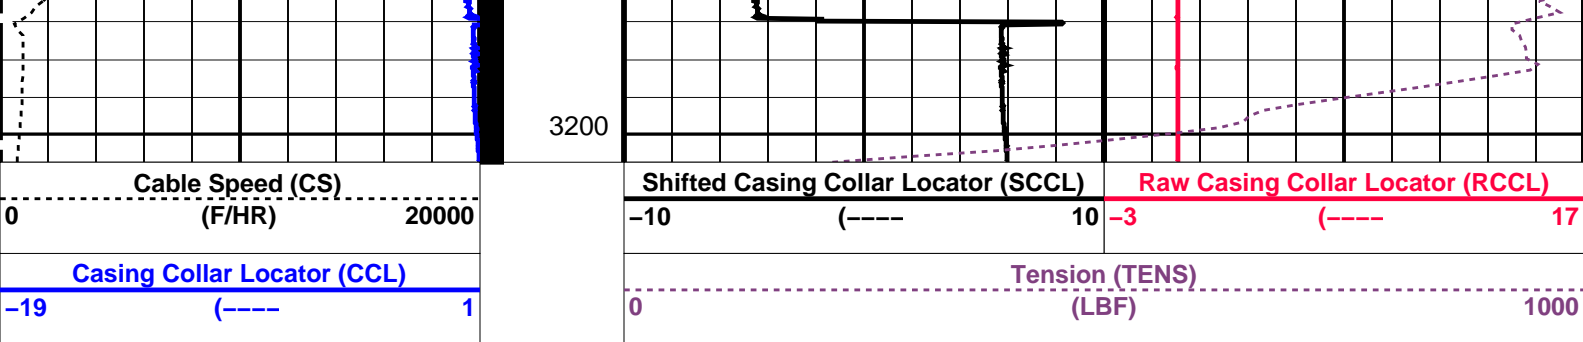 3200
Cable Speed (CS)
0 (F/HR) 20000
Shifted Casing Collar Locator (SCCL)
−10 (−−−− 10
Raw Casing Collar Locator (RCCL)
−3 (−−−− 17
Casing Collar Locator (CCL)
−19 (−−−− 1
Tension (TENS)
0 (LBF) 1000